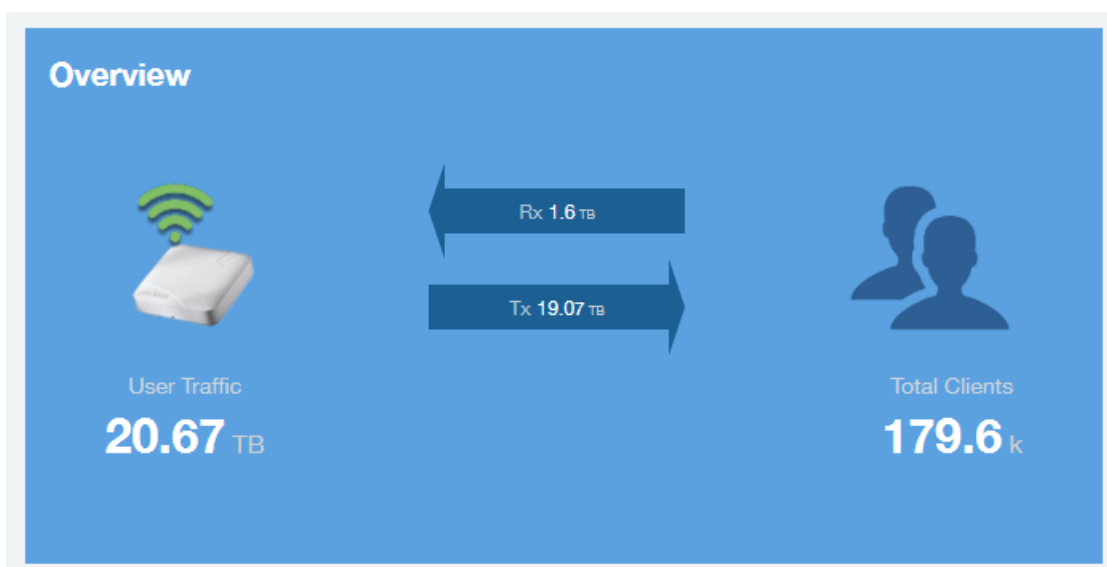 Overview
Rx 1.6 TB
Tx 19.07 TB
User Traffic
20.67 TB
Total Clients
179.6 k